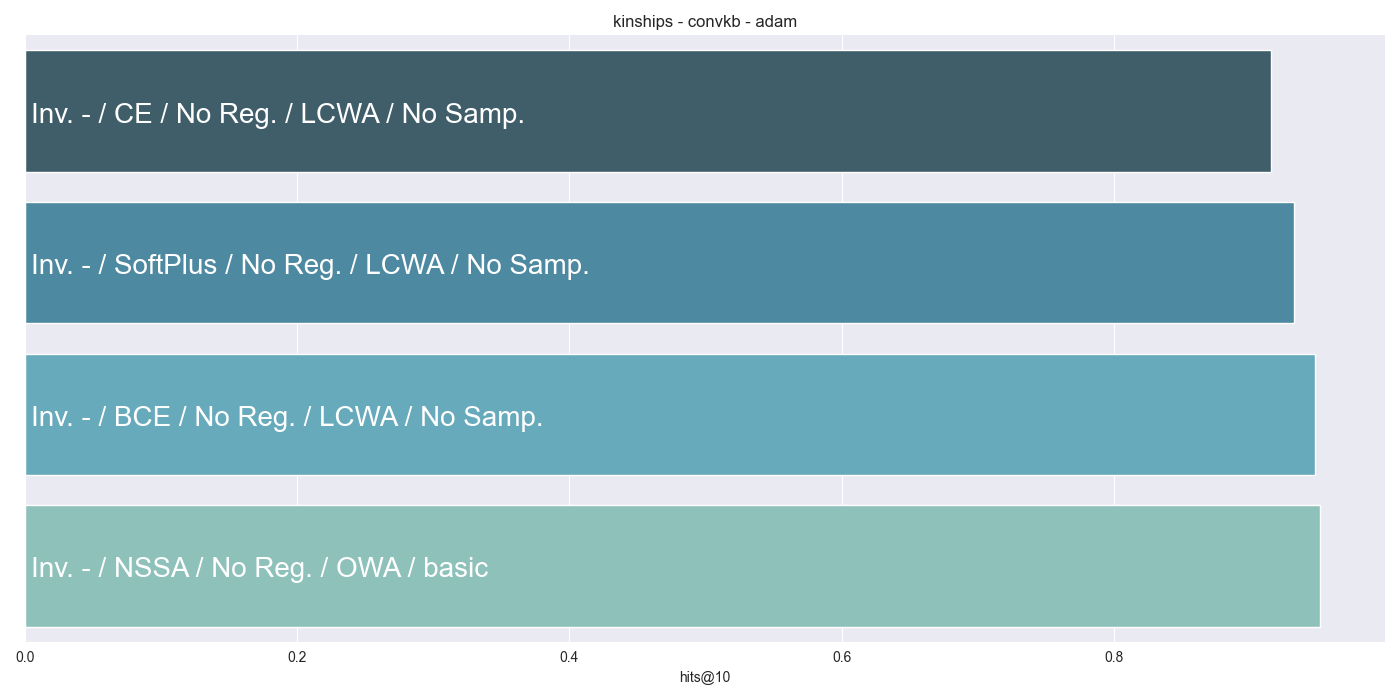 kinships - convkb - adam
Inv. - / CE / No Reg. / LCWA / No Samp.
Inv. - / SoftPlus / No Reg. / LCWA / No Samp.
Inv. - / BCE / No Reg. / LCWA / No Samp.
Inv. - / NSSA / No Reg. / OWA / basic
0.0 0.2 0.4 0.6 0.8
hits@10